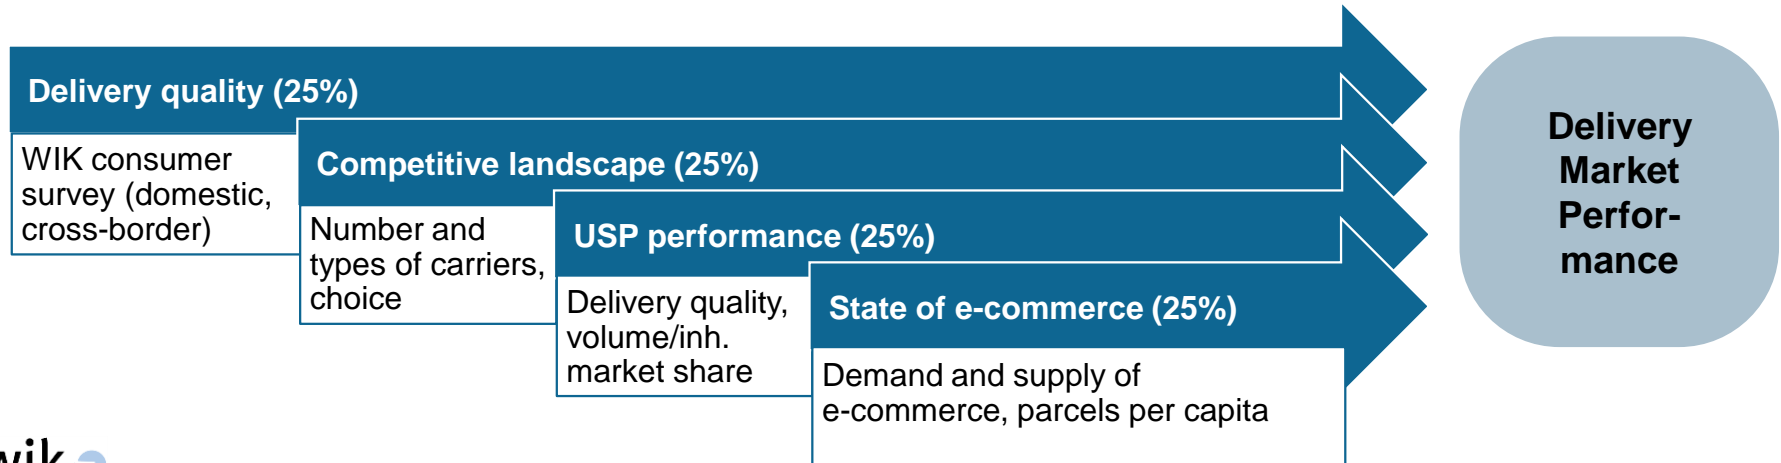 Delivery quality (25%)
WIK consumer
survey (domestic,
cross-border)
Competitive landscape (25%)
Number and
types of carriers,
choice
USP performance (25%)
Delivery quality,
volume/inh.
market share
State of e-commerce (25%)
Demand and supply of
e-commerce, parcels per capita
Delivery
Market
Perfor-
mance
wik